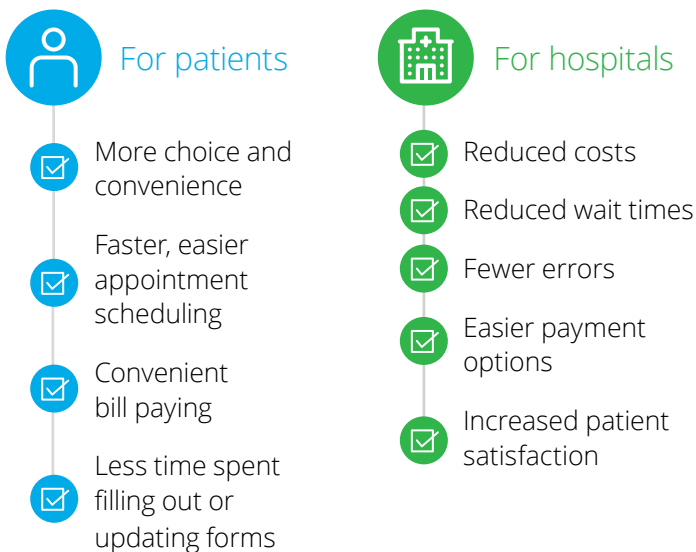 For patients
More choice and
convenience
Faster, easier
appointment
scheduling
Convenient
bill paying
Less time spent
filling out or
updating forms
For hospitals
Reduced costs
Reduced wait times
Fewer errors
Easier payment
options
Increased patient
satisfaction